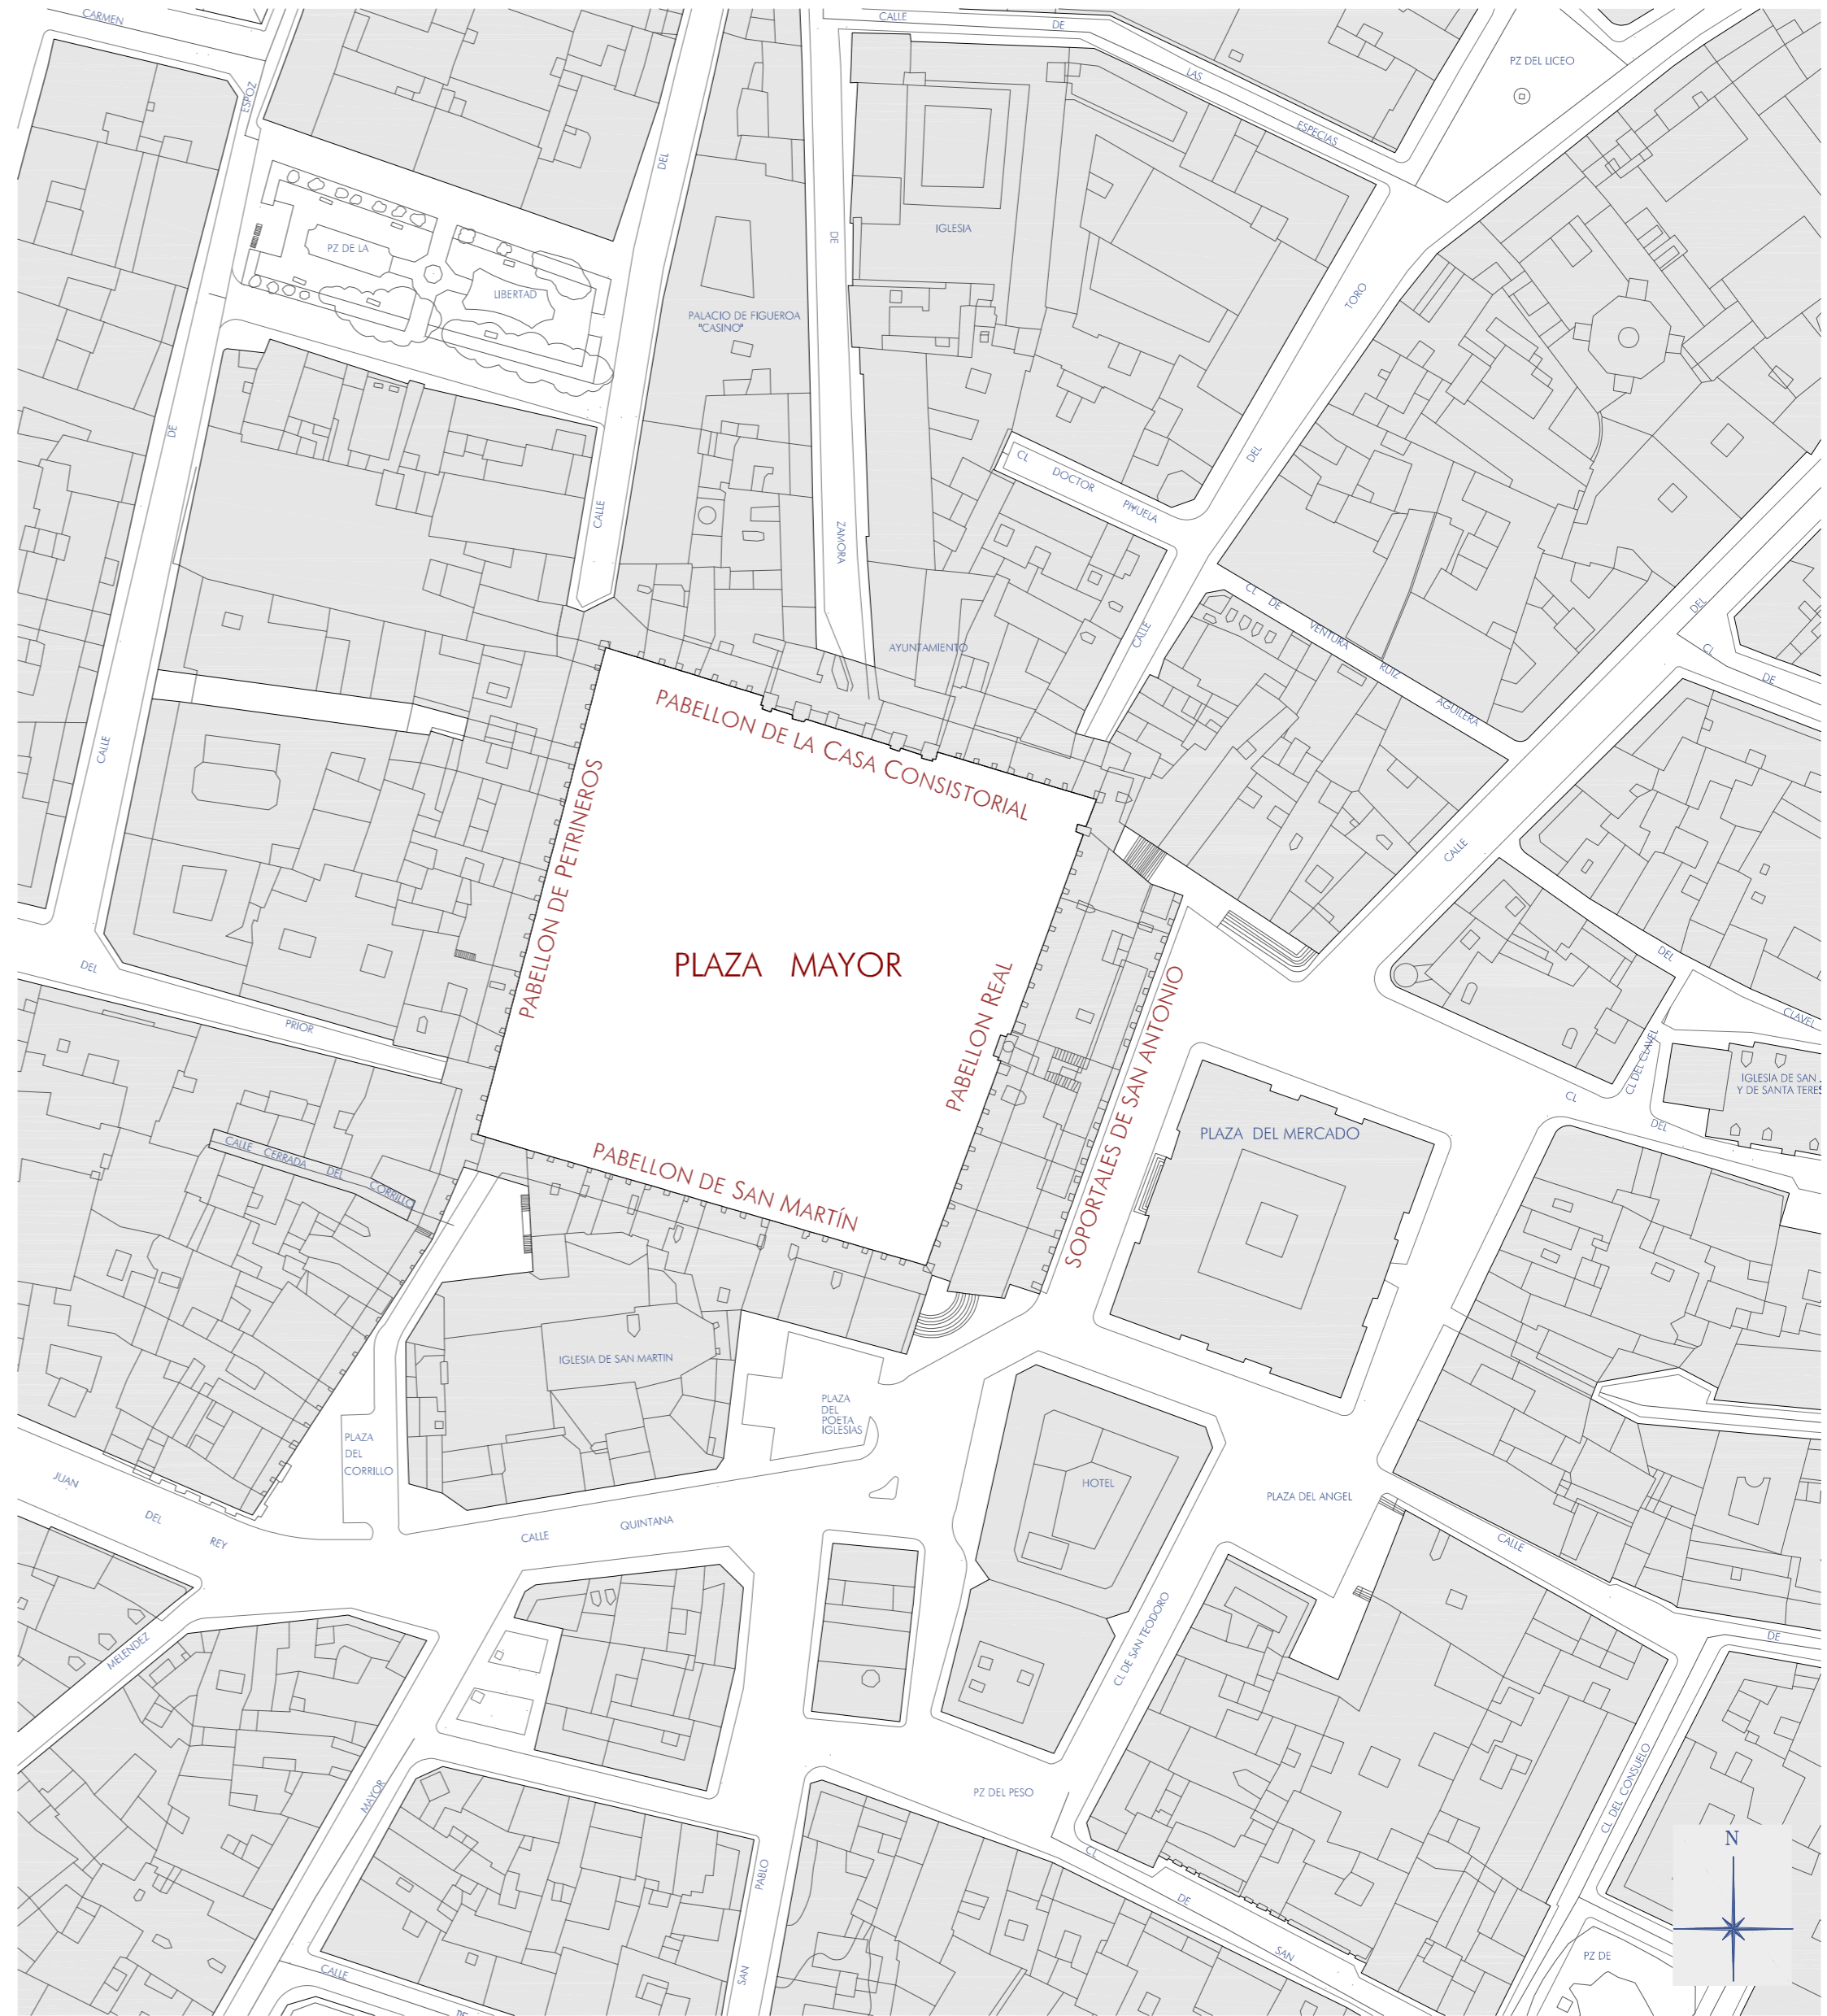 CARMEN
ESPOZ
CALLE
DE
LAS
ESPECIAS
PZ DEL LICEO
DEL
DE
IGLESIA
PZ DE LA
LIBERTAD
PALACIO DE FIGUEROA
"CASINO"
TORO
DE
CALLE
ZAMORA
CL DOCTOR PIÑUELA
DEL
CL DE VENTURA RUIZ AGUILERA
CALLE
AYUNTAMIENTO
DEL
CL
DE
CALLE
PABELLON DE LA CASA CONSISTORIAL
PABELLON DE PETRINEROS
PLAZA MAYOR
PABELLON REAL
SOPORTALES DE SAN ANTONIO
CALLE
DEL
CLAVEL
DEL
PRIOR
CL DEL CLAVEL
IGLESIA DE SAN
Y DE SANTA TERES
CL
DEL
PLAZA DEL MERCADO
CALLE CERRADA DEL CORRILLO
PABELLON DE SAN MARTÍN
IGLESIA DE SAN MARTIN
PLAZA
DEL
POETA
IGLESIAS
PLAZA
DEL
CORRILLO
HOTEL
PLAZA DEL ANGEL
JUAN
DEL
REY
CALLE QUINTANA
CALLE
DE
MELENDEZ
CL DE SAN TEODORO
CL DEL CONSUELO
MAYOR
PZ DEL PESO
PABLO
SAN
CL
DE
SAN
CALLE
DE
PZ DE
N